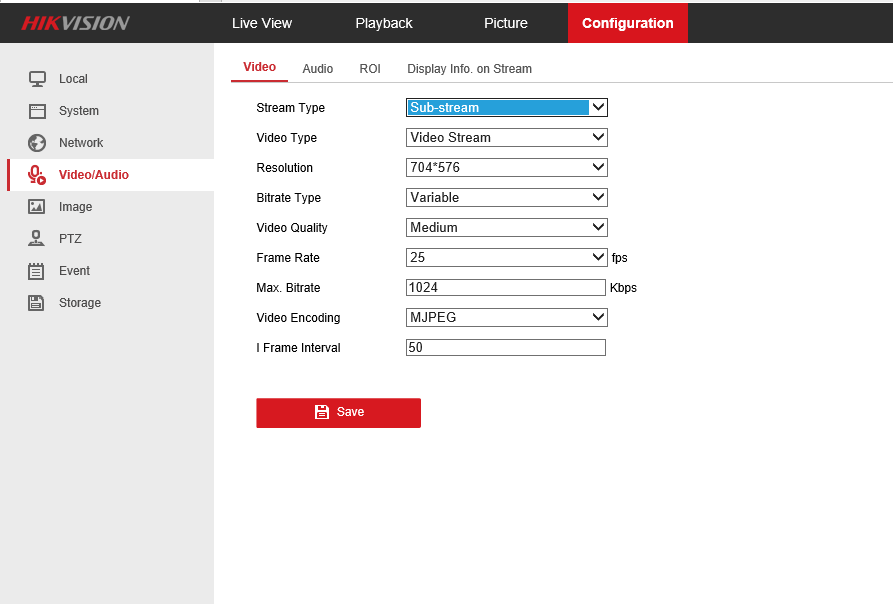 HIKVISION
Live View Playback Picture Configuration
Local
System
Network
Video/Audio
Image
PTZ
Event
Storage
Video Audio ROI Display Info. on Stream
Stream Type Sub-stream
Video Type Video Stream
Resolution 704*576
Bitrate Type Variable
Video Quality Medium
Frame Rate 25 fps
Max. Bitrate 1024 Kbps
Video Encoding MJPEG
I Frame Interval 50
Save